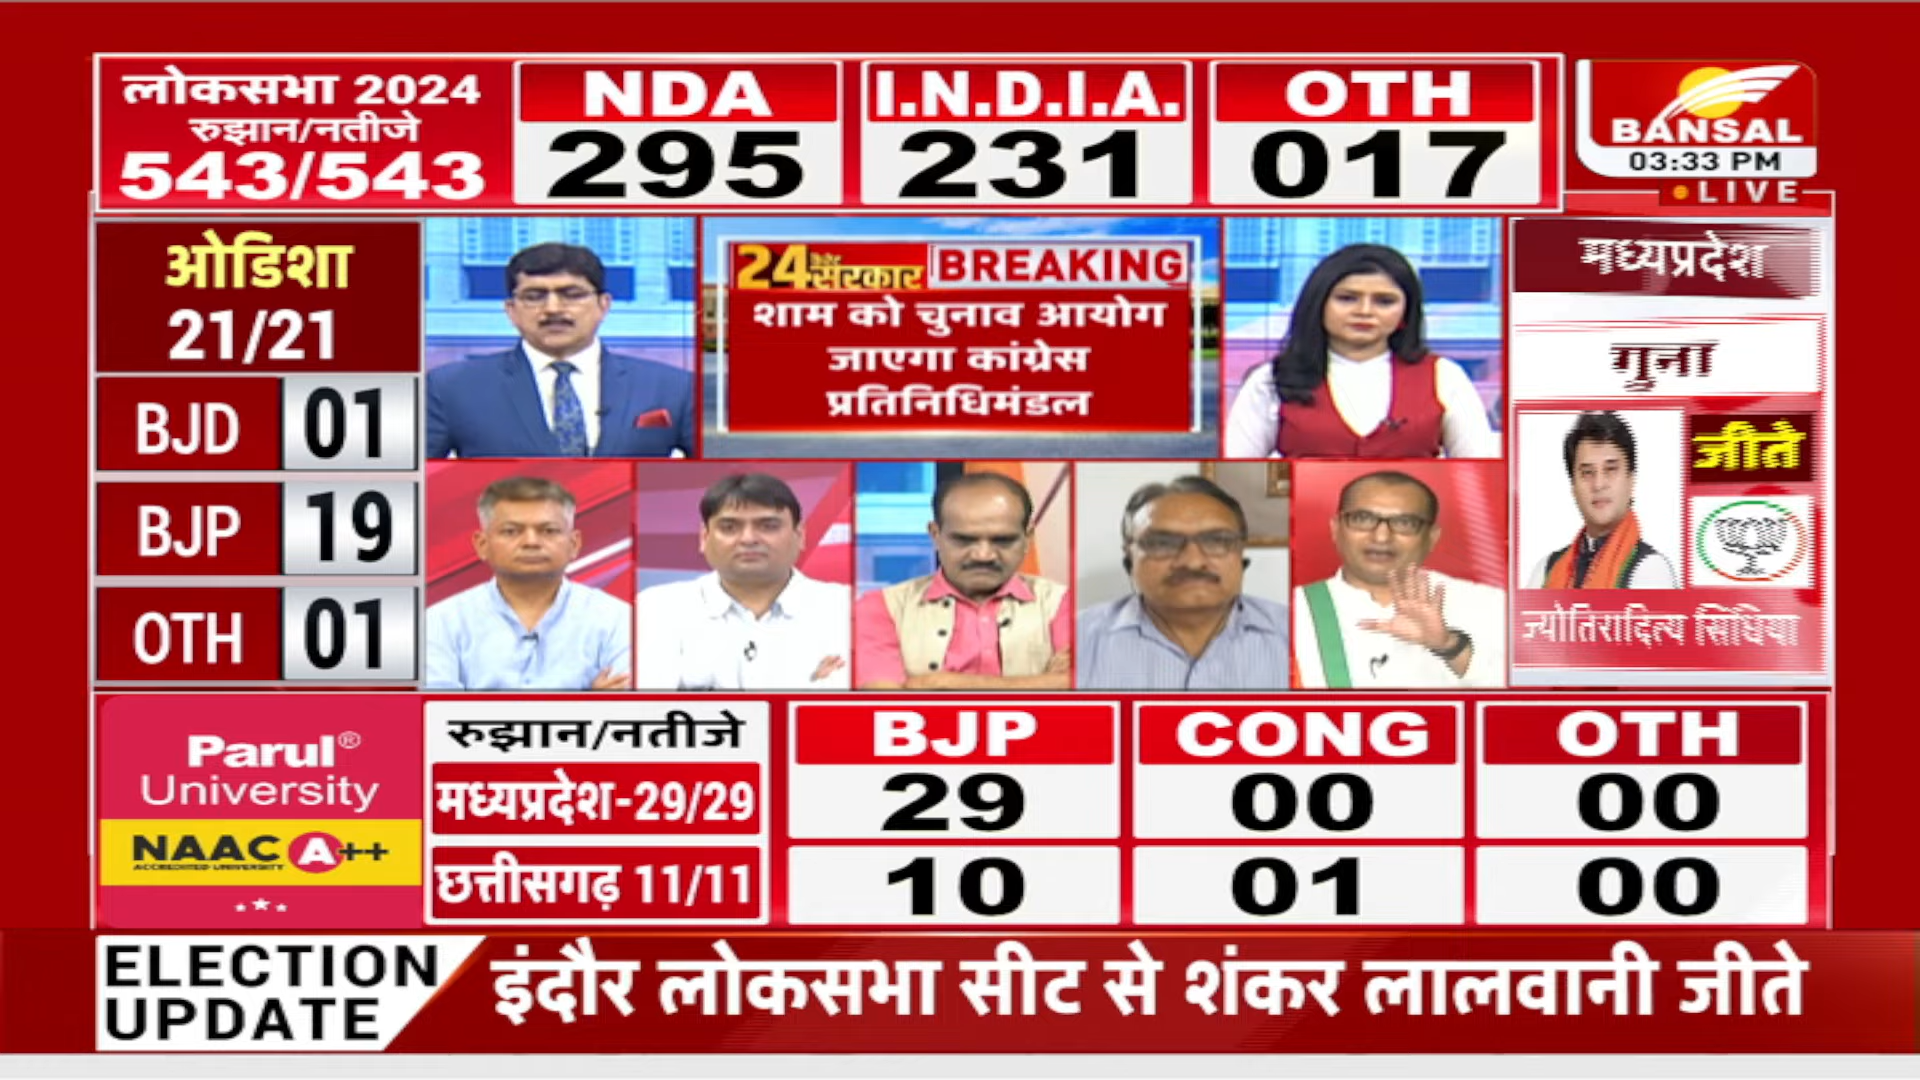 लोकसभा 2024
रुझान/नतीजे
543/543
NDA
295
I.N.D.I.A.
231
OTH
017
BANSAL
03:33 PM
LIVE
ओडिशा
21/21
BJD 01
BJP 19
OTH 01
24 कैरेट सरकार BREAKING
शाम को चुनाव आयोग
जाएगा कांग्रेस
प्रतिनिधिमंडल
मध्यप्रदेश
गुना
जीते
ज्योतिरादित्य सिंधिया
Parul®
University
NAAC A++
ACCREDITED UNIVERSITY
रुझान/नतीजे BJP CONG OTH
मध्यप्रदेश-29/29 29 00 00
छत्तीसगढ़ 11/11 10 01 00
ELECTION
UPDATE
इंदौर लोकसभा सीट से शंकर लालवानी जीते